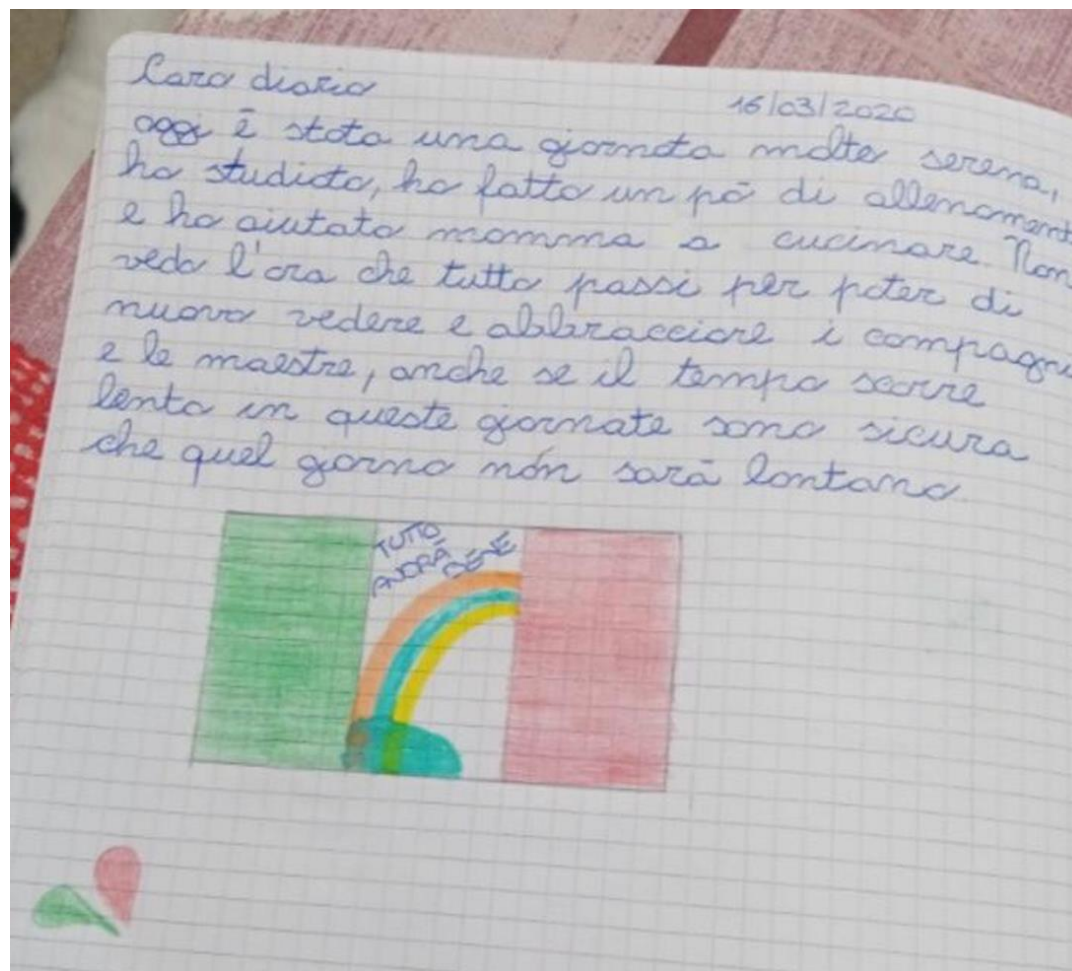 Caro diario
16/03/2020
oggi è stata una giornata molto serena,
ho studiato, ho fatto un pò di allenament
e ho aiutato mamma a cucinare. Non
vedo l'ora che tutto passi per poter di
nuovo vedere e abbracciare i compagni
e le maestre, anche se il tempo scorre
lento in queste giornate sono sicura
che quel giorno nón sarà lontano
TUTTO
ANDRÀ
BENE